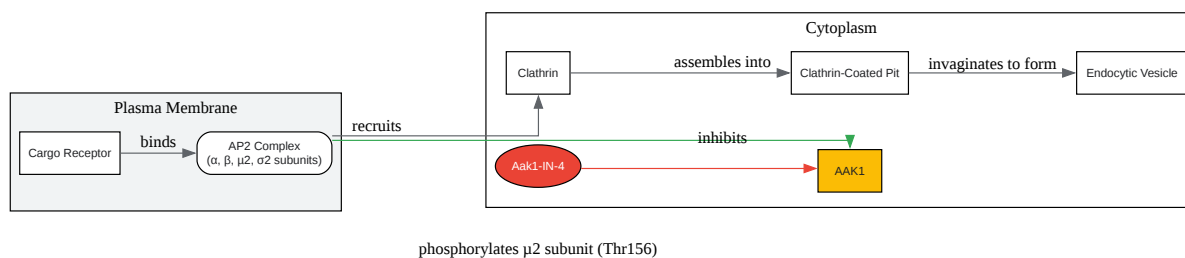 Plasma Membrane
Cargo Receptor
binds
AP2 Complex
(α, β, μ2, σ2 subunits)
recruits
Cytoplasm
Clathrin
assembles into
Clathrin-Coated Pit
invaginates to form
Endocytic Vesicle
inhibits
Aak1-IN-4
AAK1
phosphorylates μ2 subunit (Thr156)